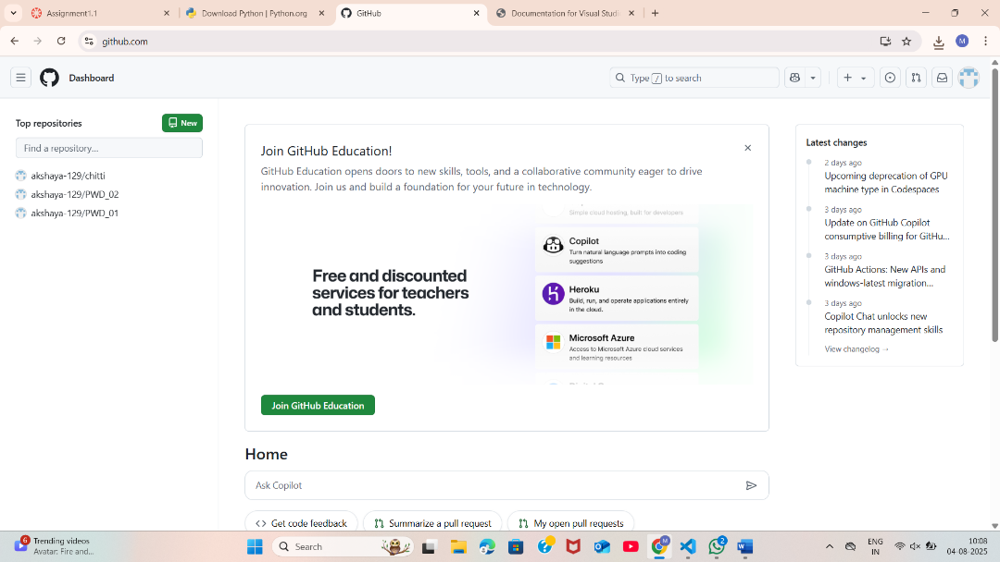 Assignment1.1
Download Python | Python.org
GitHub
Documentation for Visual Studi
github.com
M
Dashboard
Type / to search
Top repositories
New
Find a repository...
akshaya-129/chitti
akshaya-129/PWD_02
akshaya-129/PWD_01
Join GitHub Education!
GitHub Education opens doors to new skills, tools, and a collaborative community eager to drive
innovation. Join us and build a foundation for your future in technology.
Free and discounted
services for teachers
and students.
Simple cloud hosting, built for developers
Copilot
Turn natural language prompts into coding
suggestions
Heroku
Build, run, and operate applications entirely
in the cloud.
Microsoft Azure
Access to Microsoft Azure cloud services
and learning resources
Join GitHub Education
Latest changes
2 days ago
Upcoming deprecation of GPU
machine type in Codespaces
3 days ago
Update on GitHub Copilot
consumptive billing for GitHu...
3 days ago
GitHub Actions: New APIs and
windows-latest migration...
3 days ago
Copilot Chat unlocks new
repository management skills
View changelog →
Home
Ask Copilot
Get code feedback
Summarize a pull request
My open pull requests
6
Trending videos
Avatar: Fire and...
Search
M
2
ENG
IN
10:08
04-08-2025